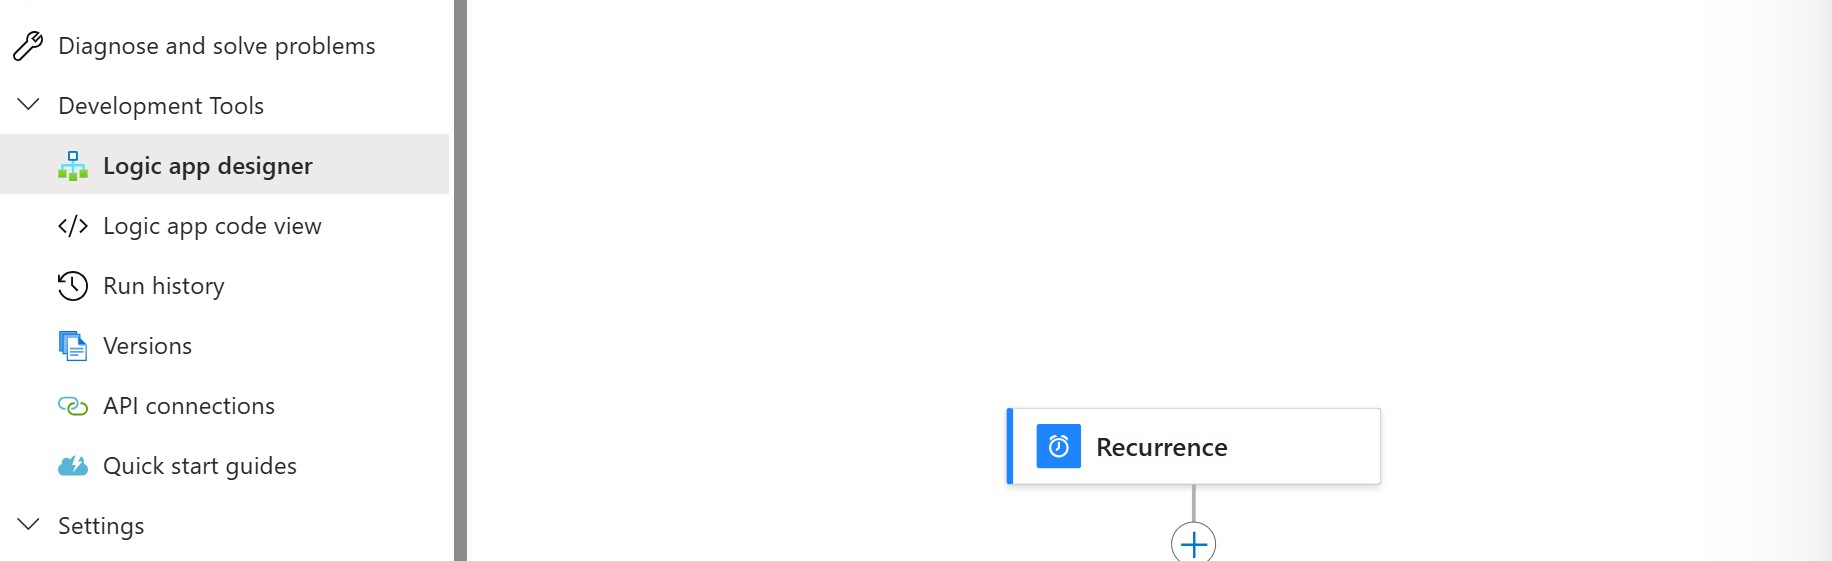 Diagnose and solve problems
Development Tools
Logic app designer
Logic app code view
Run history
Versions
API connections
Quick start guides
Settings
Recurrence